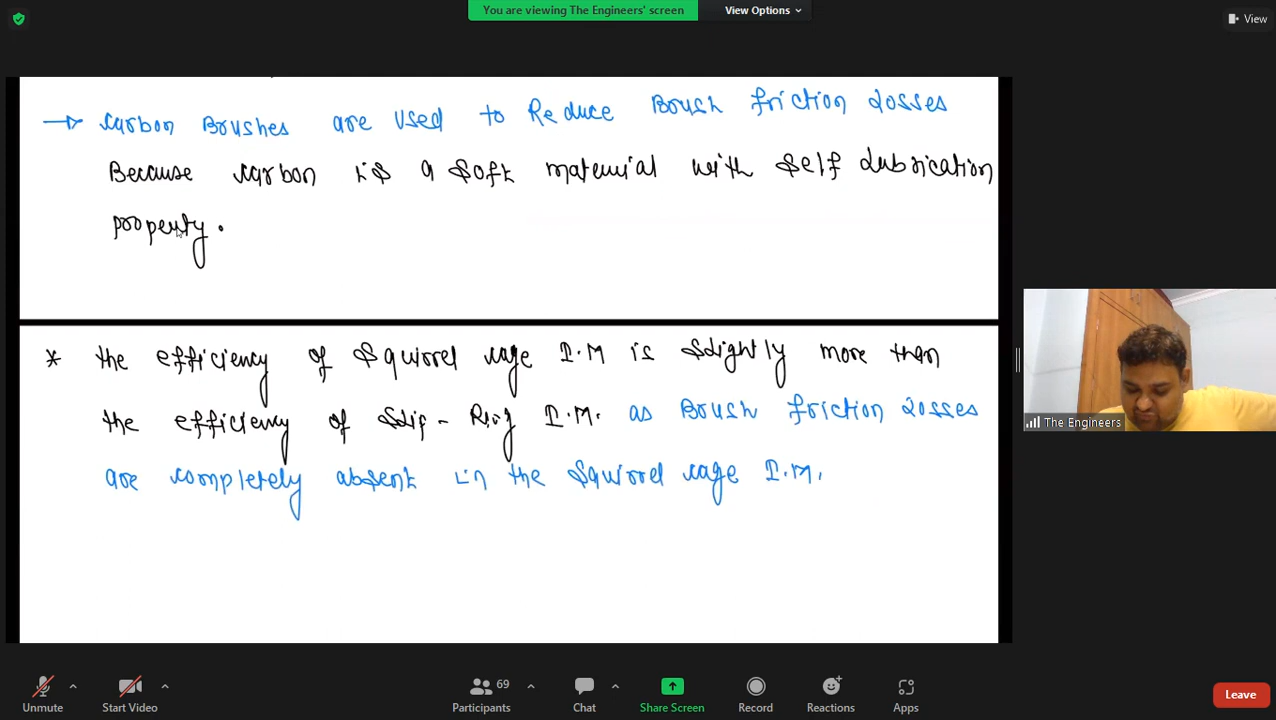 You are viewing The Engineers' screen
View Options
View
→ Carbon Brushes are used to Reduce Brush friction Losses
Because carbon is a soft material with self Lubrication
property.
* the efficiency of Squirrel cage I.M is slightly more than
the efficiency of Slip-Ring I.M. as Brush friction Losses
are completely absent in the Squirrel cage I.M.
The Engineers
Unmute
Start Video
69
Participants
Chat
Share Screen
Record
Reactions
Apps
Leave